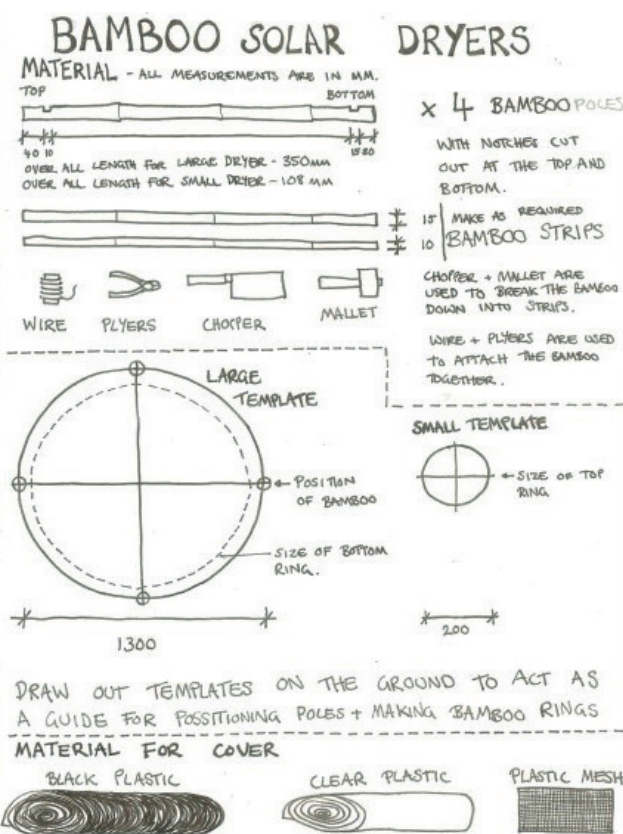 BAMBOO SOLAR DRYERS
MATERIAL - ALL MEASUREMENTS ARE IN MM.
TOP
BOTTOM
40 10
15 20
OVER ALL LENGTH FOR LARGE DRYER - 350MM
OVER ALL LENGTH FOR SMALL DRYER - 108 MM
x 4 BAMBOO POLES
WITH NOTCHES CUT
OUT AT THE TOP AND
BOTTOM.
15
10
MAKE AS REQUIRED
BAMBOO STRIPS
WIRE
PLYERS
CHOPPER
MALLET
CHOPPER + MALLET ARE
USED TO BREAK THE BAMBOO
DOWN INTO STRIPS.
WIRE + PLYERS ARE USED
TO ATTACH THE BAMBOO
TOGETHER.
LARGE
TEMPLATE
POSITION
OF BAMBOO
SIZE OF BOTTOM
RING.
1300
SMALL TEMPLATE
SIZE OF TOP
RING
200
DRAW OUT TEMPLATES ON THE GROUND TO ACT AS
A GUIDE FOR POSSITIONING POLES + MAKING BAMBOO RINGS
MATERIAL FOR COVER
BLACK PLASTIC
CLEAR PLASTIC
PLASTIC MESH